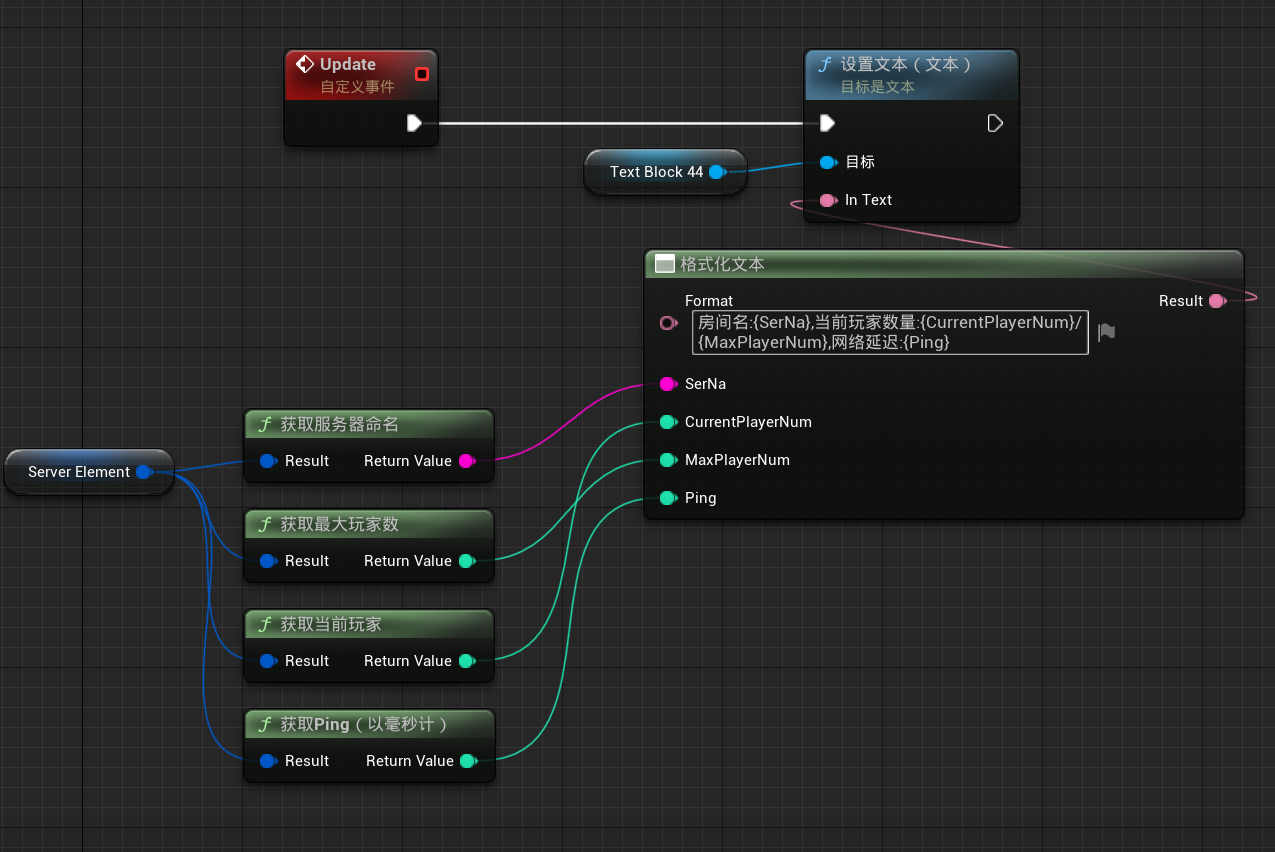 Update
自定义事件
设置文本（文本）
目标是文本
Text Block 44
目标
In Text
格式化文本
Format
Result
房间名:{SerNa},当前玩家数量:{CurrentPlayerNum}/
{MaxPlayerNum},网络延迟:{Ping}
SerNa
CurrentPlayerNum
MaxPlayerNum
Ping
Server Element
获取服务器命名
Result Return Value
获取最大玩家数
Result Return Value
获取当前玩家
Result Return Value
获取Ping（以毫秒计）
Result Return Value